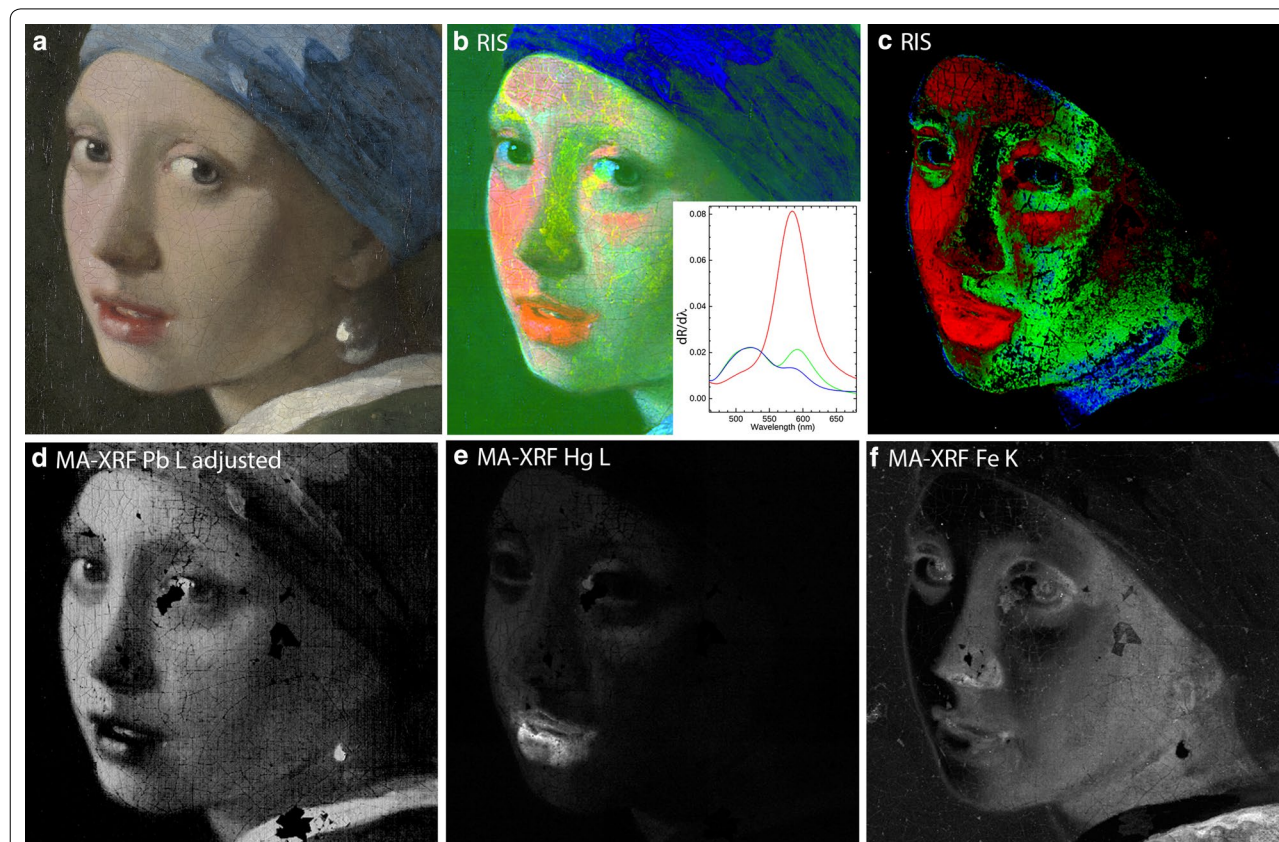 a
b RIS
c RIS
0.08
0.06
0.04
0.02
0.00
dR/dλ
500 550 600 650
Wavelength (nm)
d MA-XRF Pb L adjusted
e MA-XRF Hg L
f MA-XRF Fe K